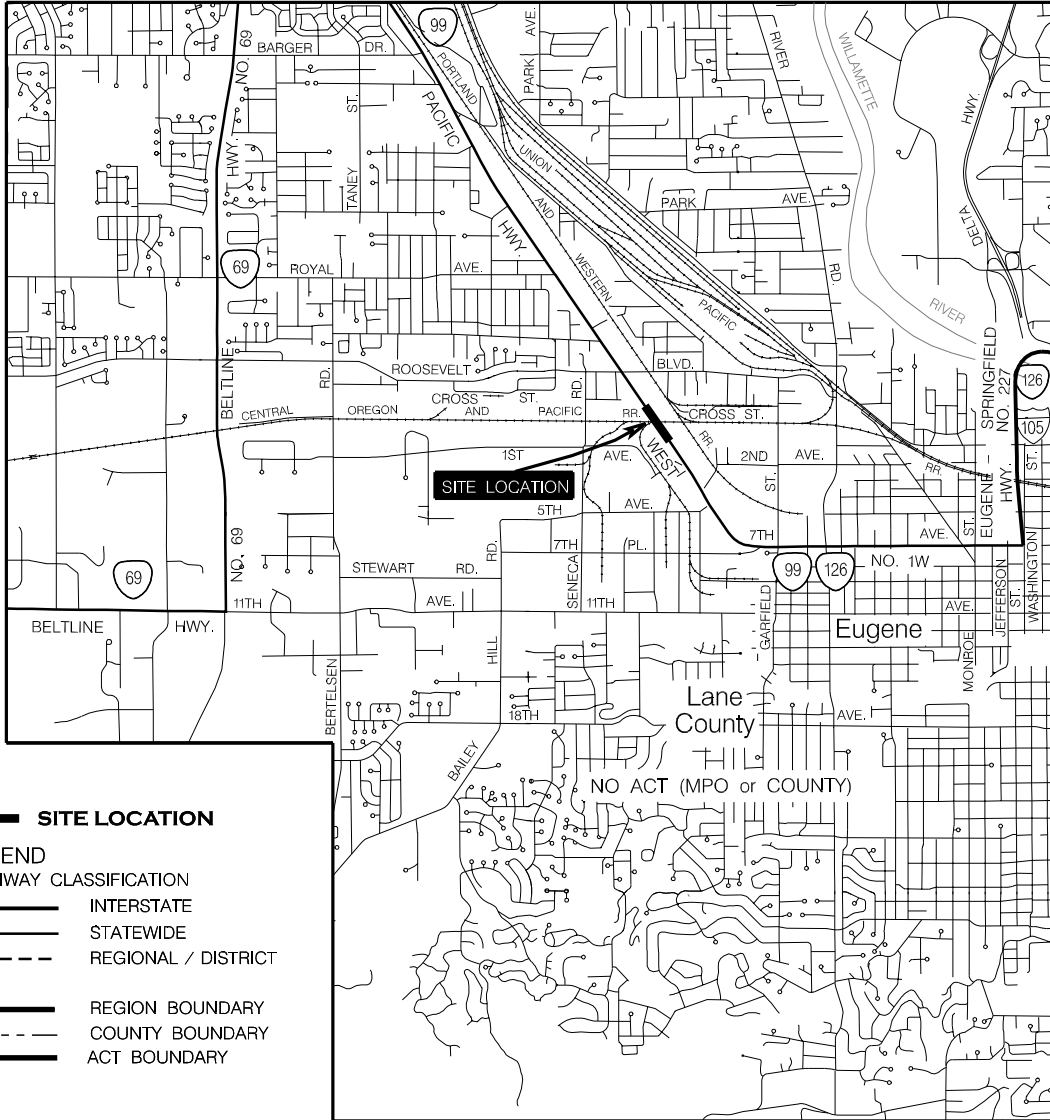 99
BARGER DR.
NO. 69
HWY.
PARK AVE.
RIVER
WILLAMETTE
HWY.
PORTLAND
ST.
TANEY
PACIFIC
UNION
AND
PARK AVE.
DELTA
HWY.
69
ROYAL AVE.
WESTERN
RD.
PACIFIC
RIVER
BELTLINE
RD.
ROOSEVELT
BLVD.
RD.
SPRINGFIELD
NO. 227
126
CROSS ST.
CENTRAL OREGON AND PACIFIC RR.
CROSS ST.
105
1ST AVE.
WEST
RR.
2ND AVE.
ST.
RR.
ST.
SITE LOCATION
5TH AVE.
EUGENE -
HWY.
NO. 69
RD.
SENECA
7TH PL.
7TH AVE.
ST.
69
STEWART RD.
99
126
NO. 1W
JEFFERSON
ST.
WASHINGTON
11TH AVE.
11TH
GARFIELD
AVE.
BELTLINE HWY.
Eugene
HILL
MONROE
BERTELSEN
Lane
County
18TH
AVE.
BAILEY
NO ACT (MPO or COUNTY)
SITE LOCATION
END
HWAY CLASSIFICATION
INTERSTATE
STATEWIDE
REGIONAL / DISTRICT
REGION BOUNDARY
COUNTY BOUNDARY
ACT BOUNDARY